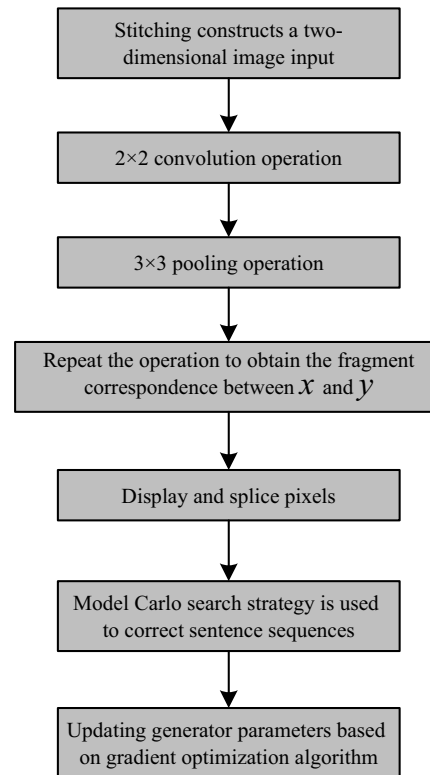 Stitching constructs a two-
dimensional image input
2×2 convolution operation
3×3 pooling operation
Repeat the operation to obtain the fragment
correspondence between x and y
Display and splice pixels
Model Carlo search strategy is used
to correct sentence sequences
Updating generator parameters based
on gradient optimization algorithm